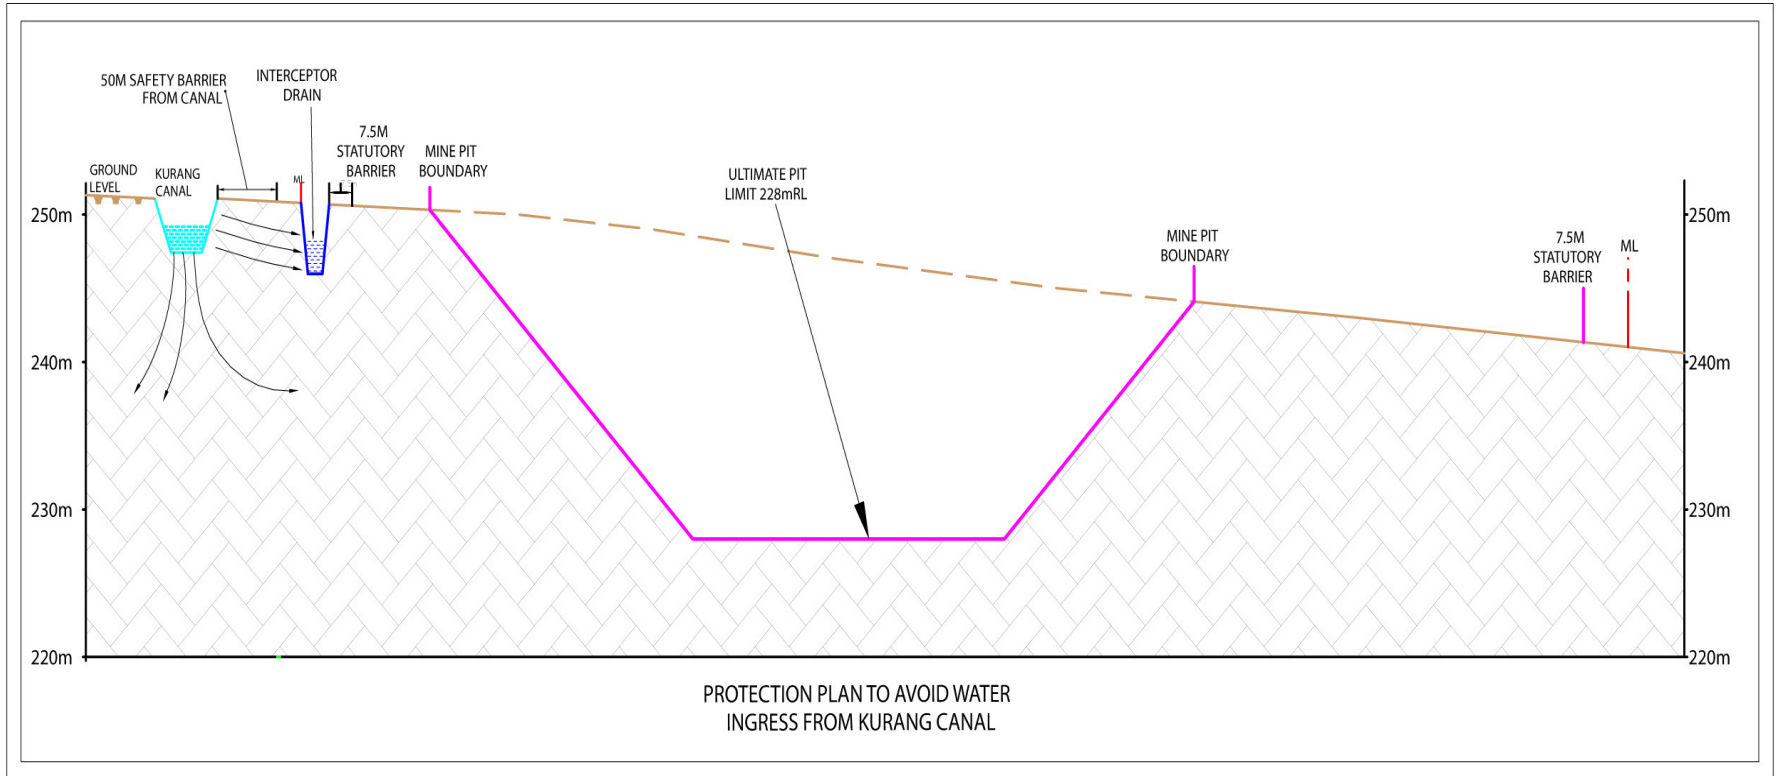 50M SAFETY BARRIER
FROM CANAL
INTERCEPTOR
DRAIN
7.5M
STATUTORY
BARRIER
MINE PIT
BOUNDARY
GROUND
LEVEL
KURANG
CANAL
ML
ULTIMATE PIT
LIMIT 228mRL
MINE PIT
BOUNDARY
7.5M
STATUTORY
BARRIER
ML
250m
240m
230m
220m
250m
240m
230m
220m
PROTECTION PLAN TO AVOID WATER
INGRESS FROM KURANG CANAL